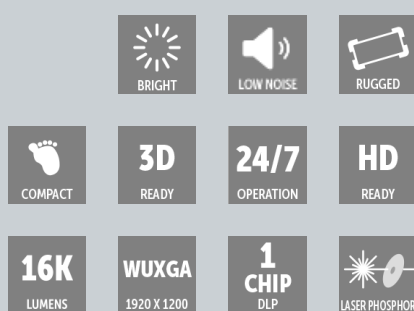 BRIGHT
LOW NOISE
RUGGED
COMPACT
3D
READY
24/7
OPERATION
HD
READY
16K
LUMENS
WUXGA
1920 X 1200
1
CHIP
DLP
LASER PHOSPHOR